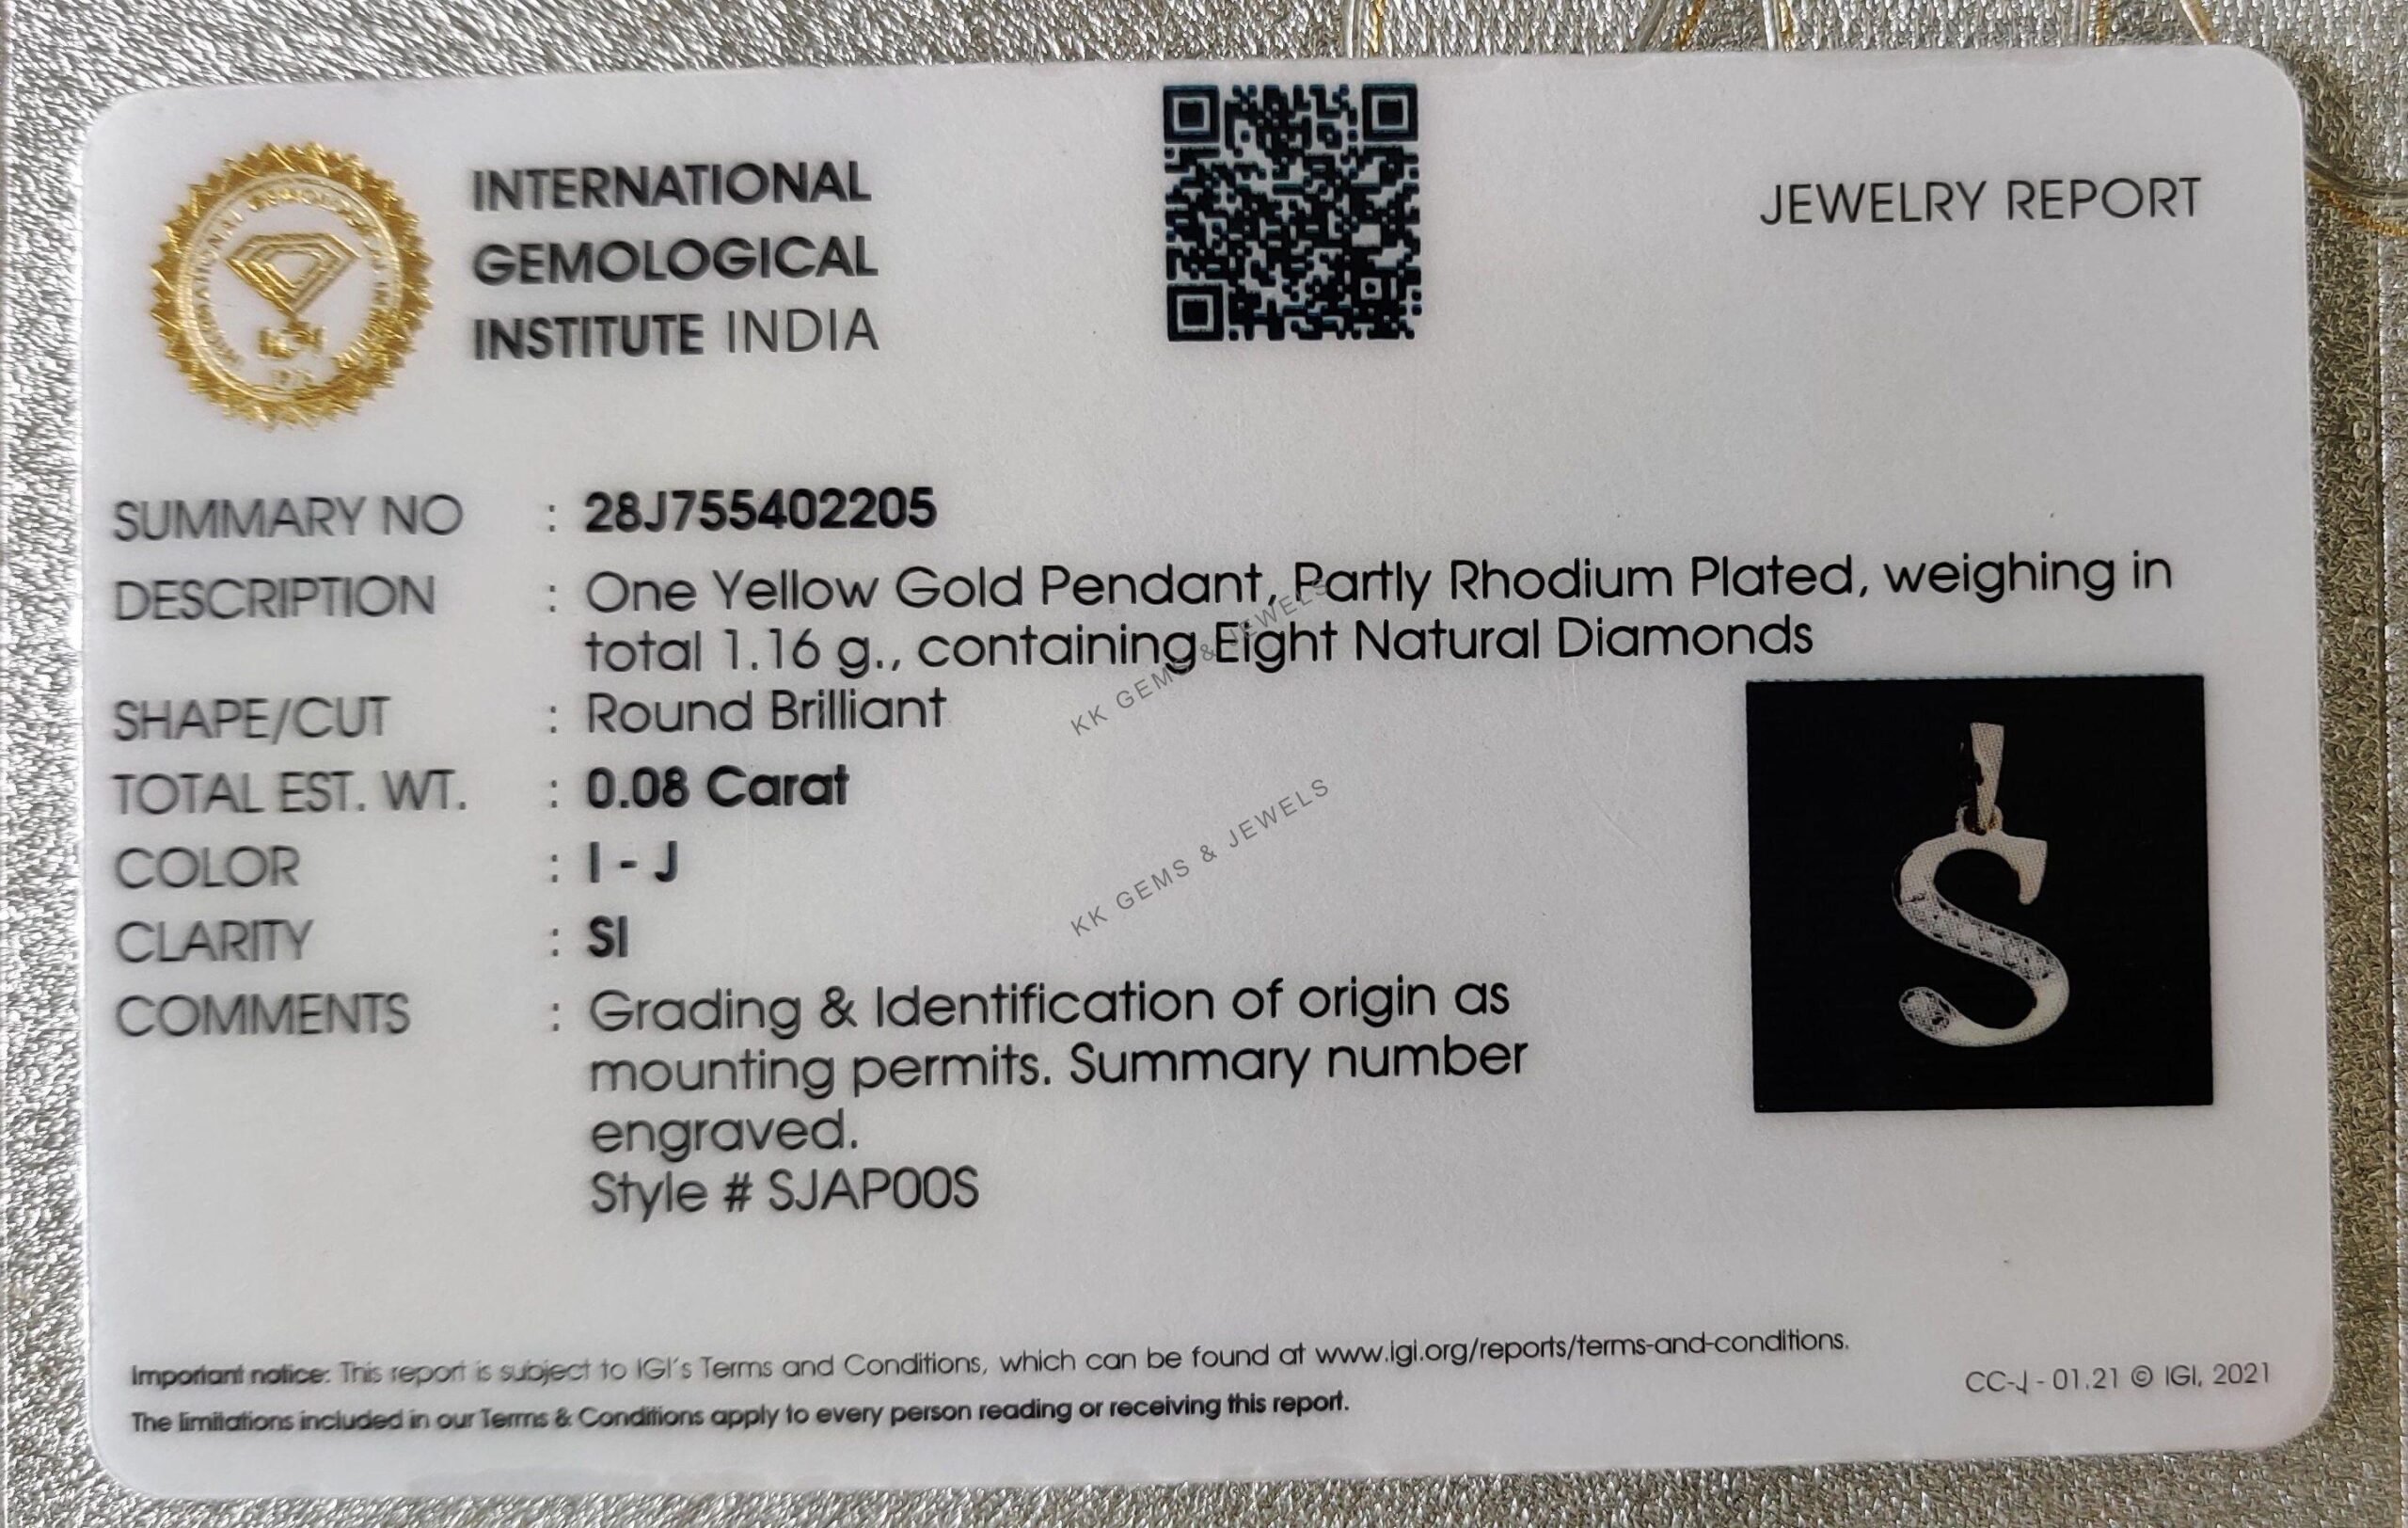 INTERNATIONAL
GEMOLOGICAL
INSTITUTE INDIA
JEWELRY REPORT
SUMMARY NO : 28J755402205
DESCRIPTION : One Yellow Gold Pendant, Partly Rhodium Plated, weighing in
total 1.16 g., containing Eight Natural Diamonds
SHAPE/CUT : Round Brilliant
TOTAL EST. WT. : 0.08 Carat
COLOR : I - J
CLARITY : SI
COMMENTS : Grading & Identification of origin as
mounting permits. Summary number
engraved.
Style # SJAP00S
KK GEMS & JEWELS
KK GEMS & JEWELS
S
Important notice: This report is subject to IGI's Terms and Conditions, which can be found at www.igi.org/reports/terms-and-conditions.
The limitations included in our Terms & Conditions apply to every person reading or receiving this report.
CC-J - 01.21 © IGI, 2021